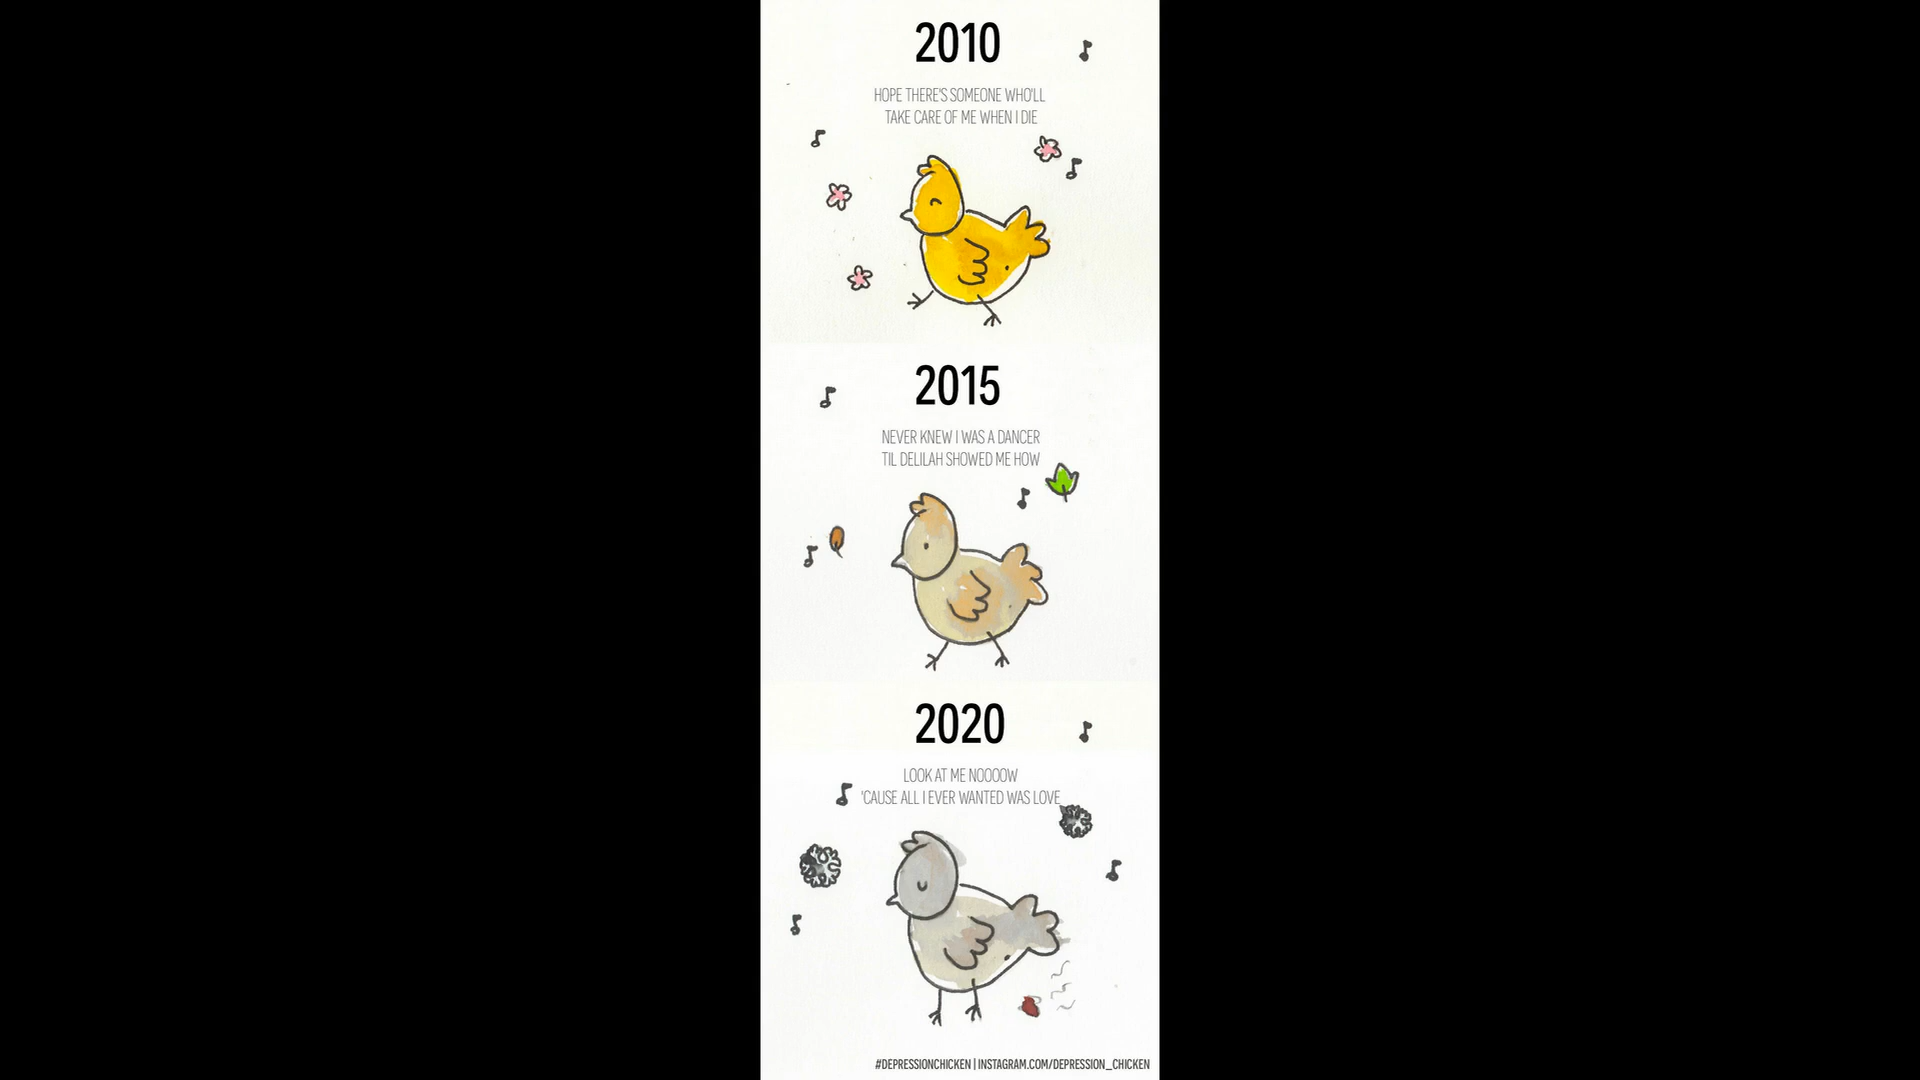 2010
HOPE THERE'S SOMEONE WHO'LL
TAKE CARE OF ME WHEN I DIE
2015
NEVER KNEW I WAS A DANCER
TIL DELILAH SHOWED ME HOW
2020
LOOK AT ME NOOOOW
'CAUSE ALL I EVER WANTED WAS LOVE
#DEPRESSIONCHICKEN | INSTAGRAM.COM/DEPRESSION_CHICKEN